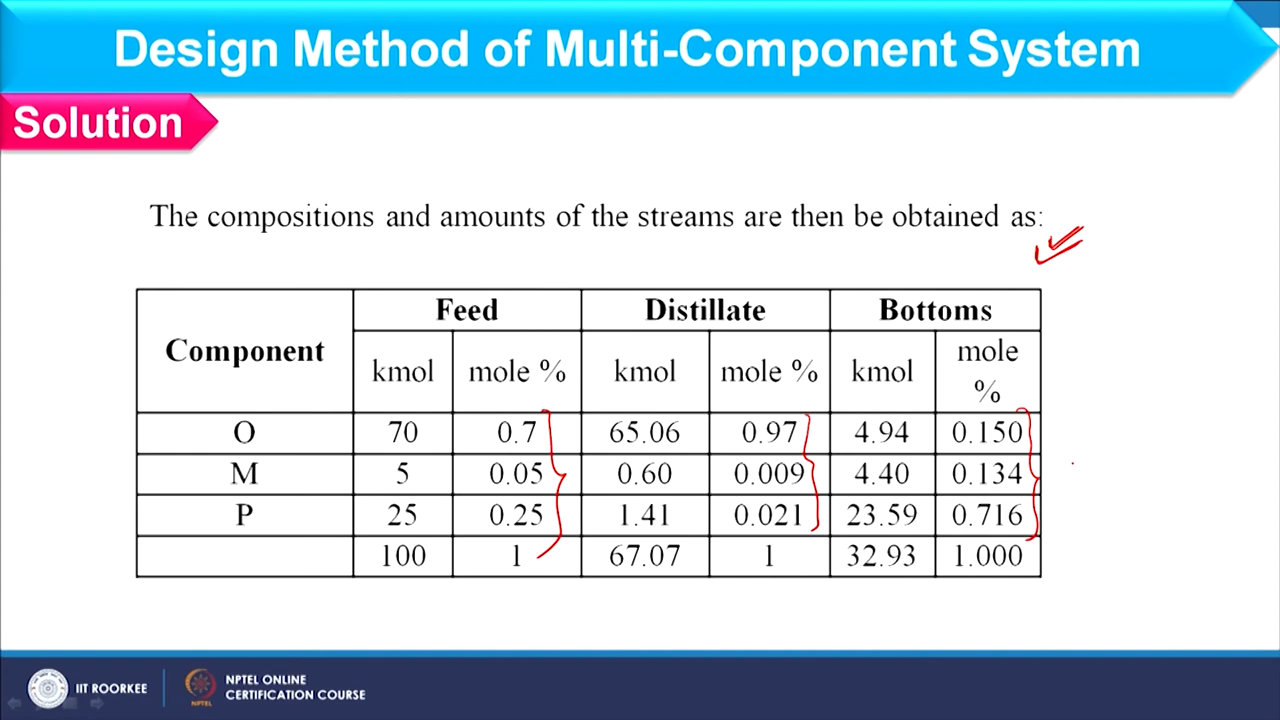 Design Method of Multi-Component System
Solution
The compositions and amounts of the streams are then be obtained as:
Component Feed Distillate Bottoms
kmol mole % kmol mole % kmol mole %
O 70 0.7 65.06 0.97 4.94 0.150
M 5 0.05 0.60 0.009 4.40 0.134
P 25 0.25 1.41 0.021 23.59 0.716
100 1 67.07 1 32.93 1.000
IIT ROORKEE
NPTEL
NPTEL ONLINE
CERTIFICATION COURSE